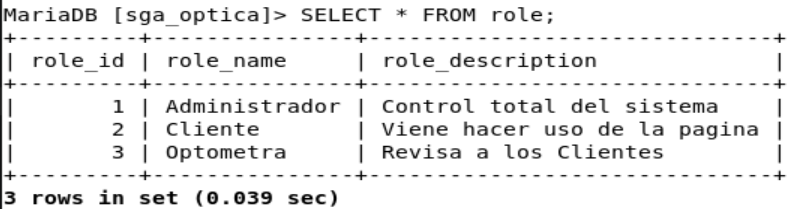 MariaDB [sga_optica]> SELECT * FROM role;
+---------+---------------+------------------------------+
| role_id | role_name     | role_description             |
+---------+---------------+------------------------------+
|       1 | Administrador | Control total del sistema    |
|       2 | Cliente       | Viene hacer uso de la pagina |
|       3 | Optometra     | Revisa a los Clientes        |
+---------+---------------+------------------------------+
3 rows in set (0.039 sec)